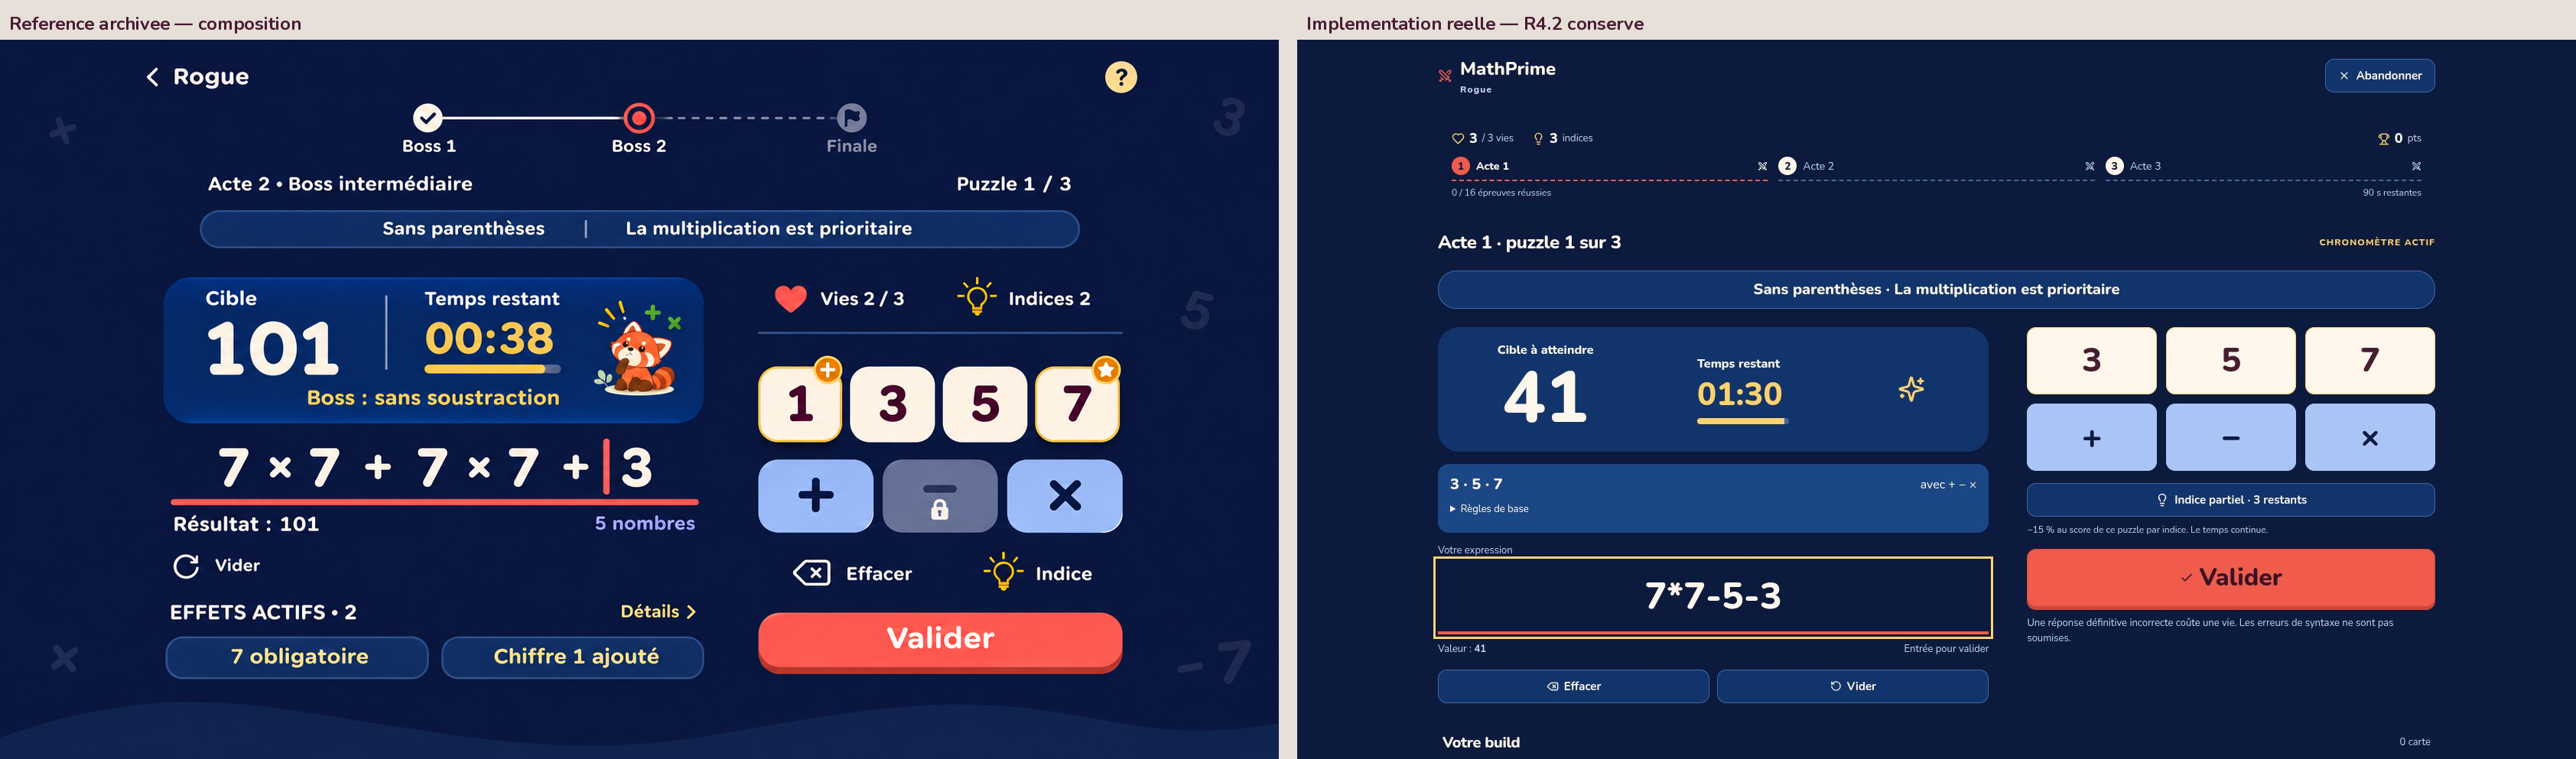 Reference archivee — composition
Rogue
?
Boss 1
Boss 2
Finale
Acte 2 • Boss intermédiaire
Puzzle 1 / 3
Sans parenthèses | La multiplication est prioritaire
Cible
101
Temps restant
00:38
Boss : sans soustraction
7 × 7 + 7 × 7 + 3
Résultat : 101
5 nombres
Vider
EFFETS ACTIFS • 2
Détails >
7 obligatoire
Chiffre 1 ajouté
Vies 2 / 3
Indices 2
1 3 5 7
+ − ×
Effacer
Indice
Valider
+
3
5
×
- 7
Implementation reelle — R4.2 conserve
MathPrime
Rogue
× Abandonner
3 / 3 vies
3 indices
0 pts
1 Acte 1
2 Acte 2
3 Acte 3
0 / 16 épreuves réussies
90 s restantes
Acte 1 · puzzle 1 sur 3
CHRONOMÈTRE ACTIF
Sans parenthèses · La multiplication est prioritaire
Cible à atteindre
41
Temps restant
01:30
3 · 5 · 7
avec + − ×
Règles de base
Votre expression
7*7-5-3
Valeur : 41
Entrée pour valider
Effacer
Vider
3 5 7
+ − ×
Indice partiel · 3 restants
−15 % au score de ce puzzle par indice. Le temps continue.
Valider
Une réponse définitive incorrecte coûte une vie. Les erreurs de syntaxe ne sont pas
soumises.
Votre build
0 carte